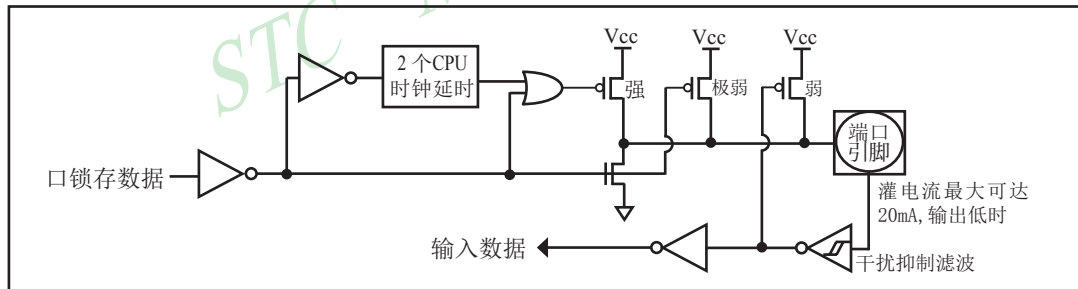 STC
Vcc
Vcc
Vcc
2个CPU
时钟延时
强
极弱
弱
端口
引脚
口锁存数据
灌电流最大可达
20mA,输出低时
输入数据
干扰抑制滤波